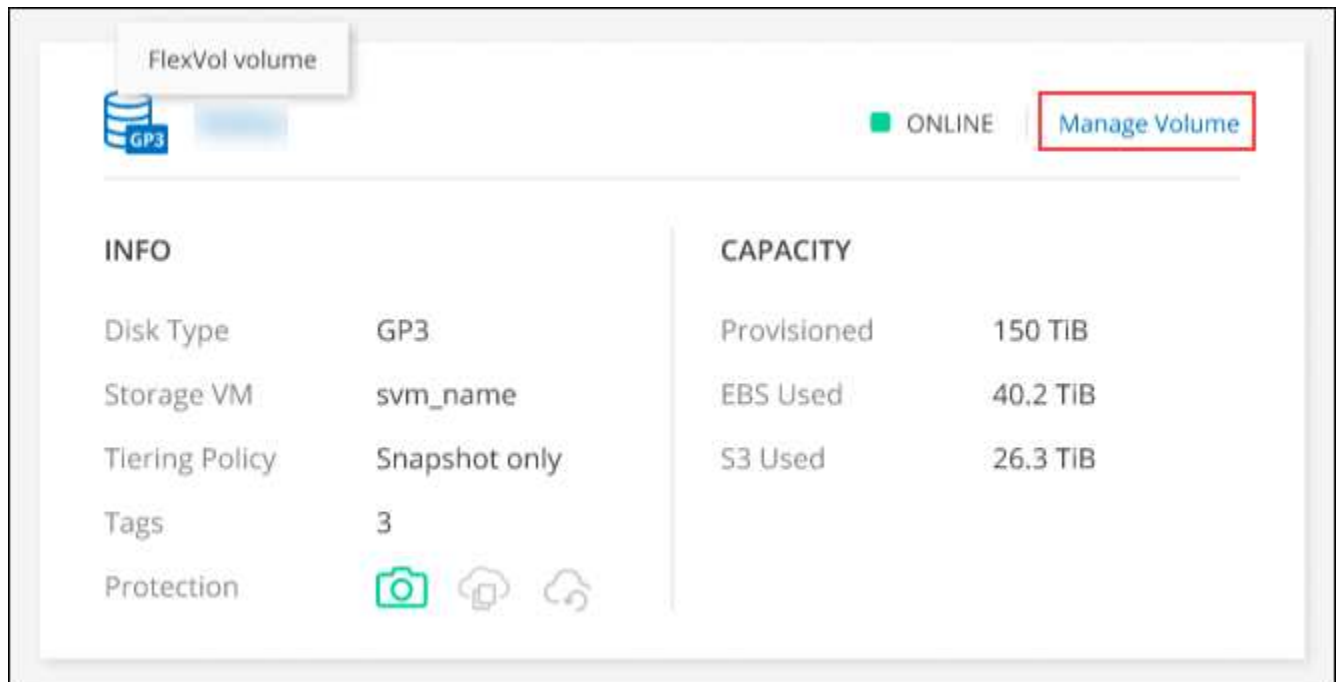 FlexVol volume
GP3
ONLINE
Manage Volume
INFO
Disk Type GP3
Storage VM svm_name
Tiering Policy Snapshot only
Tags 3
Protection
CAPACITY
Provisioned 150 TiB
EBS Used 40.2 TiB
S3 Used 26.3 TiB